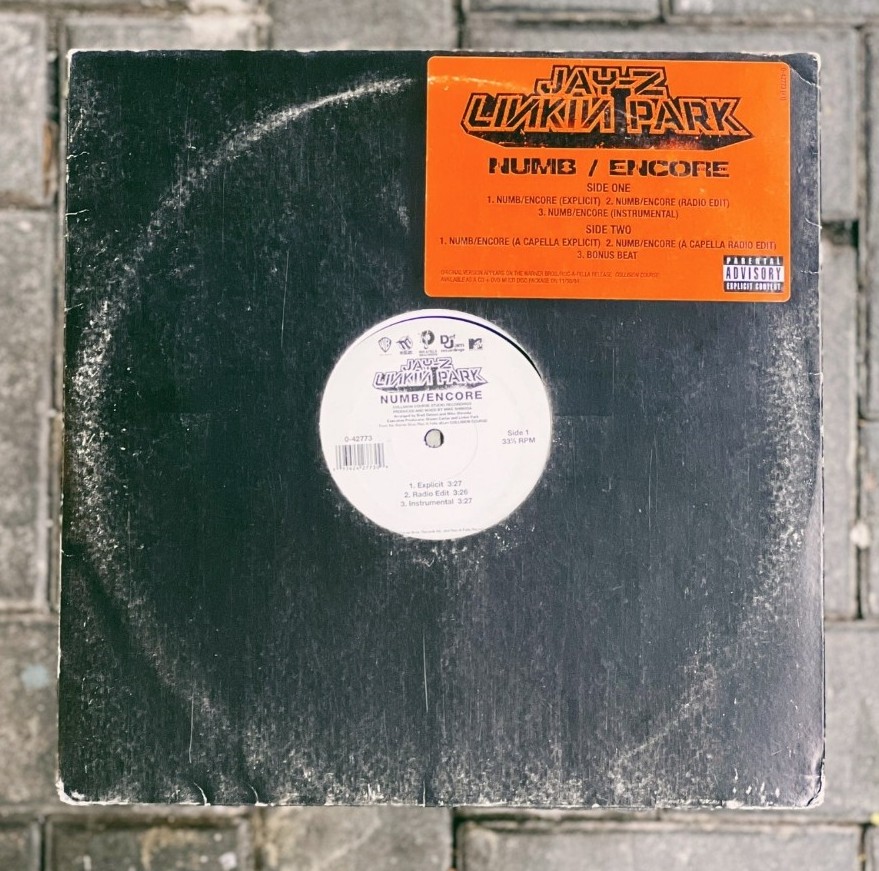 JAY-Z
LINKIN PARK
NUMB / ENCORE
SIDE ONE
1. NUMB/ENCORE (EXPLICIT) 2. NUMB/ENCORE (RADIO EDIT)
3. NUMB/ENCORE (INSTRUMENTAL)
SIDE TWO
1. NUMB/ENCORE (A CAPELLA EXPLICIT) 2. NUMB/ENCORE (A CAPELLA RADIO EDIT)
3. BONUS BEAT
PARENTAL
ADVISORY
EXPLICIT CONTENT
Def Jam
recordings
JAY-Z
LINKIN PARK
NUMB/ENCORE
0-42773
Side 1
33⅓ RPM
1. Explicit 3:27
2. Radio Edit 3:26
3. Instrumental 3:27